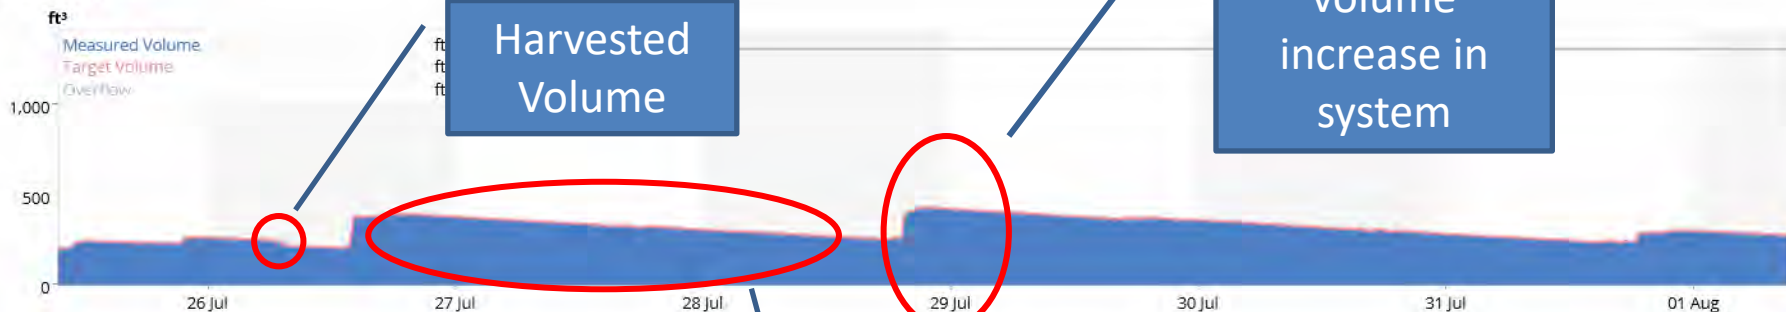 ft³
Measured Volume
Target Volume
Overflow
ft
ft
ft
Harvested
Volume
volume
increase in
system
1,000
500
0
26 Jul
27 Jul
28 Jul
29 Jul
30 Jul
31 Jul
01 Aug